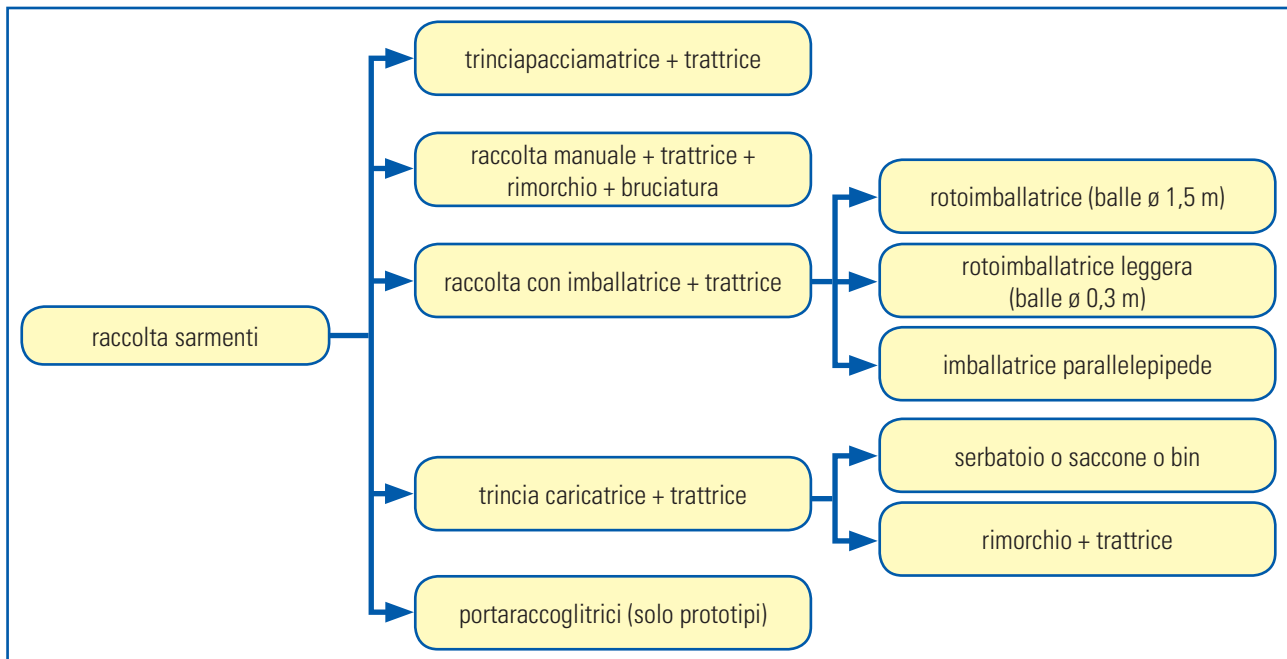 trinciapacciamatrice + trattrice
raccolta manuale + trattrice +
rimorchio + bruciatura
rotoimballatrice (balle ø 1,5 m)
raccolta con imballatrice + trattrice
rotoimballatrice leggera
(balle ø 0,3 m)
raccolta sarmenti
imballatrice parallelepipede
serbatoio o saccone o bin
trincia caricatrice + trattrice
rimorchio + trattrice
portaraccoglitrici (solo prototipi)